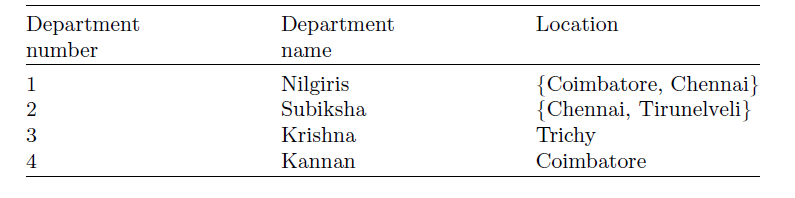 Department Department Location
number name
1 Nilgiris {Coimbatore, Chennai}
2 Subiksha {Chennai, Tirunelveli}
3 Krishna Trichy
4 Kannan Coimbatore